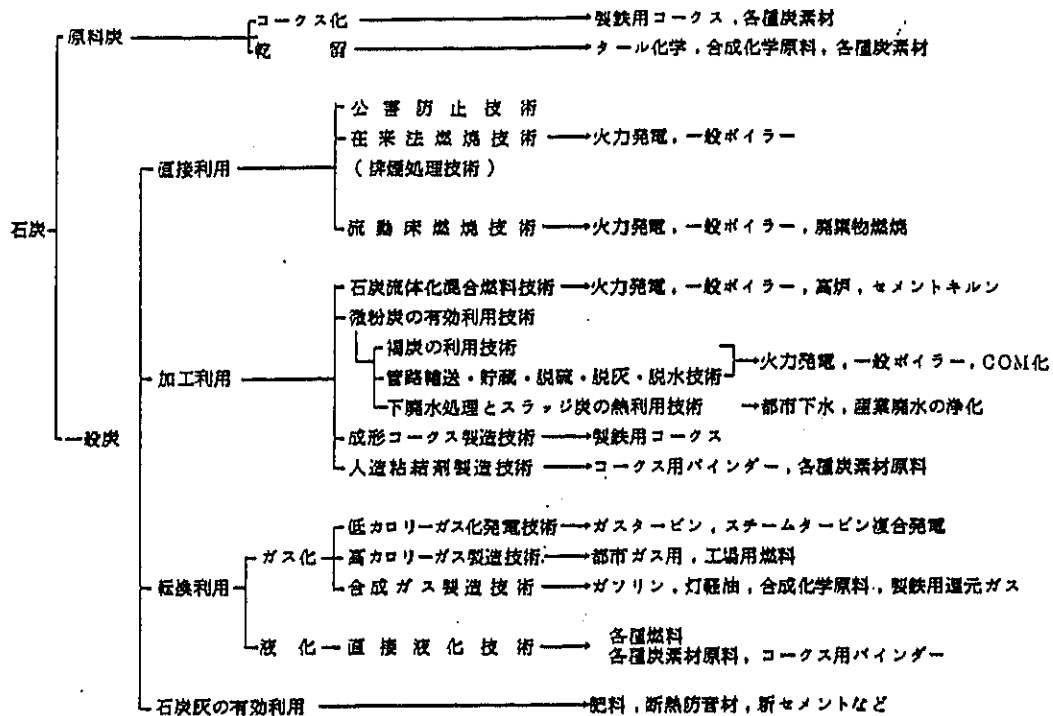 コークス化 製鉄用コークス,各種炭素材
原料炭
乾留 タール化学,合成化学原料,各種炭素材
公害防止技術
在来法燃焼技術 火力発電,一般ボイラー
直接利用 (排煙処理技術)
石炭
流動床燃焼技術 火力発電,一般ボイラー,廃棄物燃焼
石炭流体化混合燃料技術 火力発電,一般ボイラー,高炉,セメントキルン
微粉炭の有効利用技術
褐炭の利用技術
火力発電,一般ボイラー,COM化
加工利用 管路輸送・貯蔵・脱硫・脱灰・脱水技術
下廃水処理とスラッジ炭の熱利用技術 都市下水,産業廃水の浄化
一般炭 成形コークス製造技術 製鉄用コークス
人造粘結剤製造技術 コークス用バインダー,各種炭素材原料
低カロリーガス化発電技術 ガスタービン,スチームタービン複合発電
ガス化 高カロリーガス製造技術 都市ガス用,工場用燃料
転換利用 合成ガス製造技術 ガソリン,灯軽油,合成化学原料,製鉄用還元ガス
各種燃料
液化 直接液化技術
各種炭素材原料,コークス用バインダー
石炭灰の有効利用 肥料,断熱防音材,新セメントなど